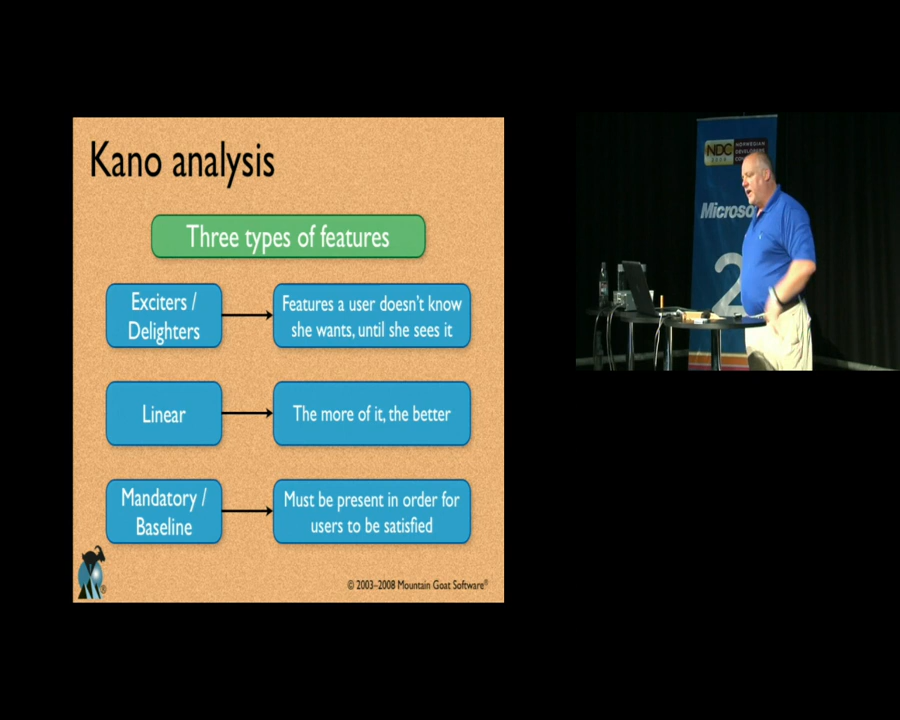 Kano analysis
Three types of features
Exciters /
Delighters
Features a user doesn't know
she wants, until she sees it
Linear
The more of it, the better
Mandatory /
Baseline
Must be present in order for
users to be satisfied
© 2003–2008 Mountain Goat Software®
®
NDC
NORWEGIAN
DEVELOPERS
Microso
2